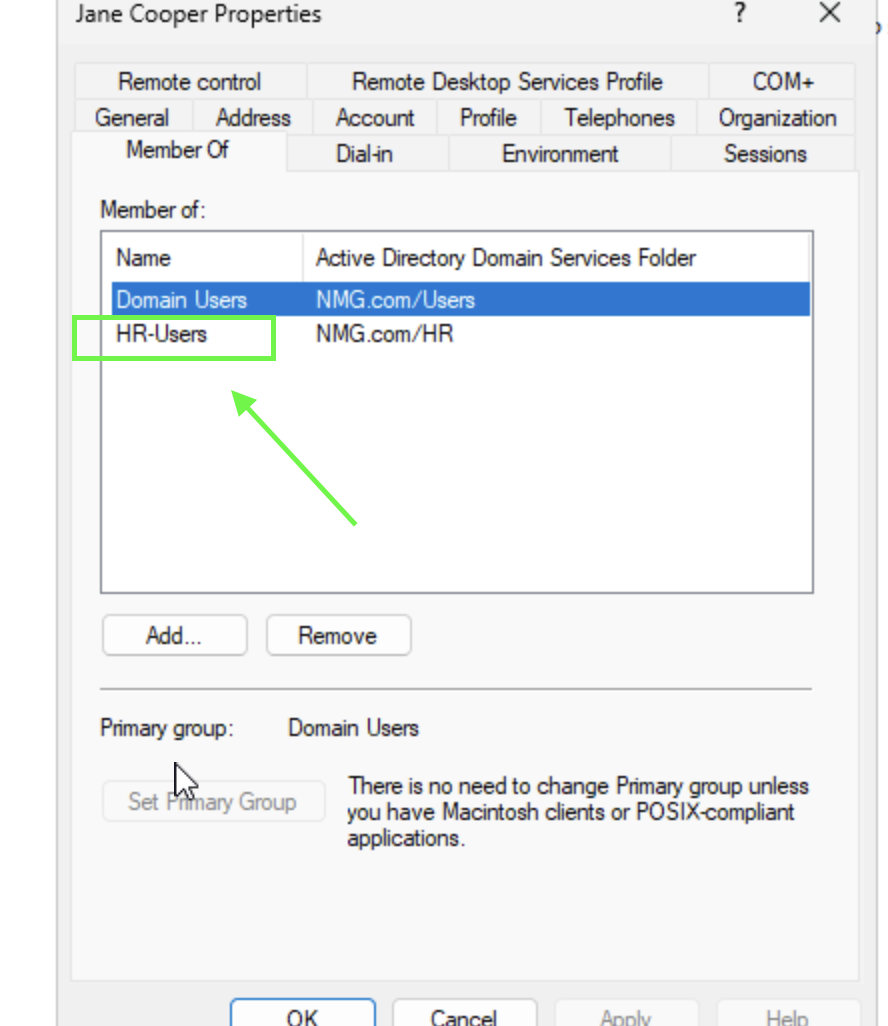 Jane Cooper Properties ? ×
Remote control Remote Desktop Services Profile COM+
General Address Account Profile Telephones Organization
Member Of Dial-in Environment Sessions
Member of:
Name Active Directory Domain Services Folder
Domain Users NMG.com/Users
HR-Users NMG.com/HR
Add... Remove
Primary group: Domain Users
Set Primary Group
There is no need to change Primary group unless
you have Macintosh clients or POSIX-compliant
applications.
OK Cancel Apply Help